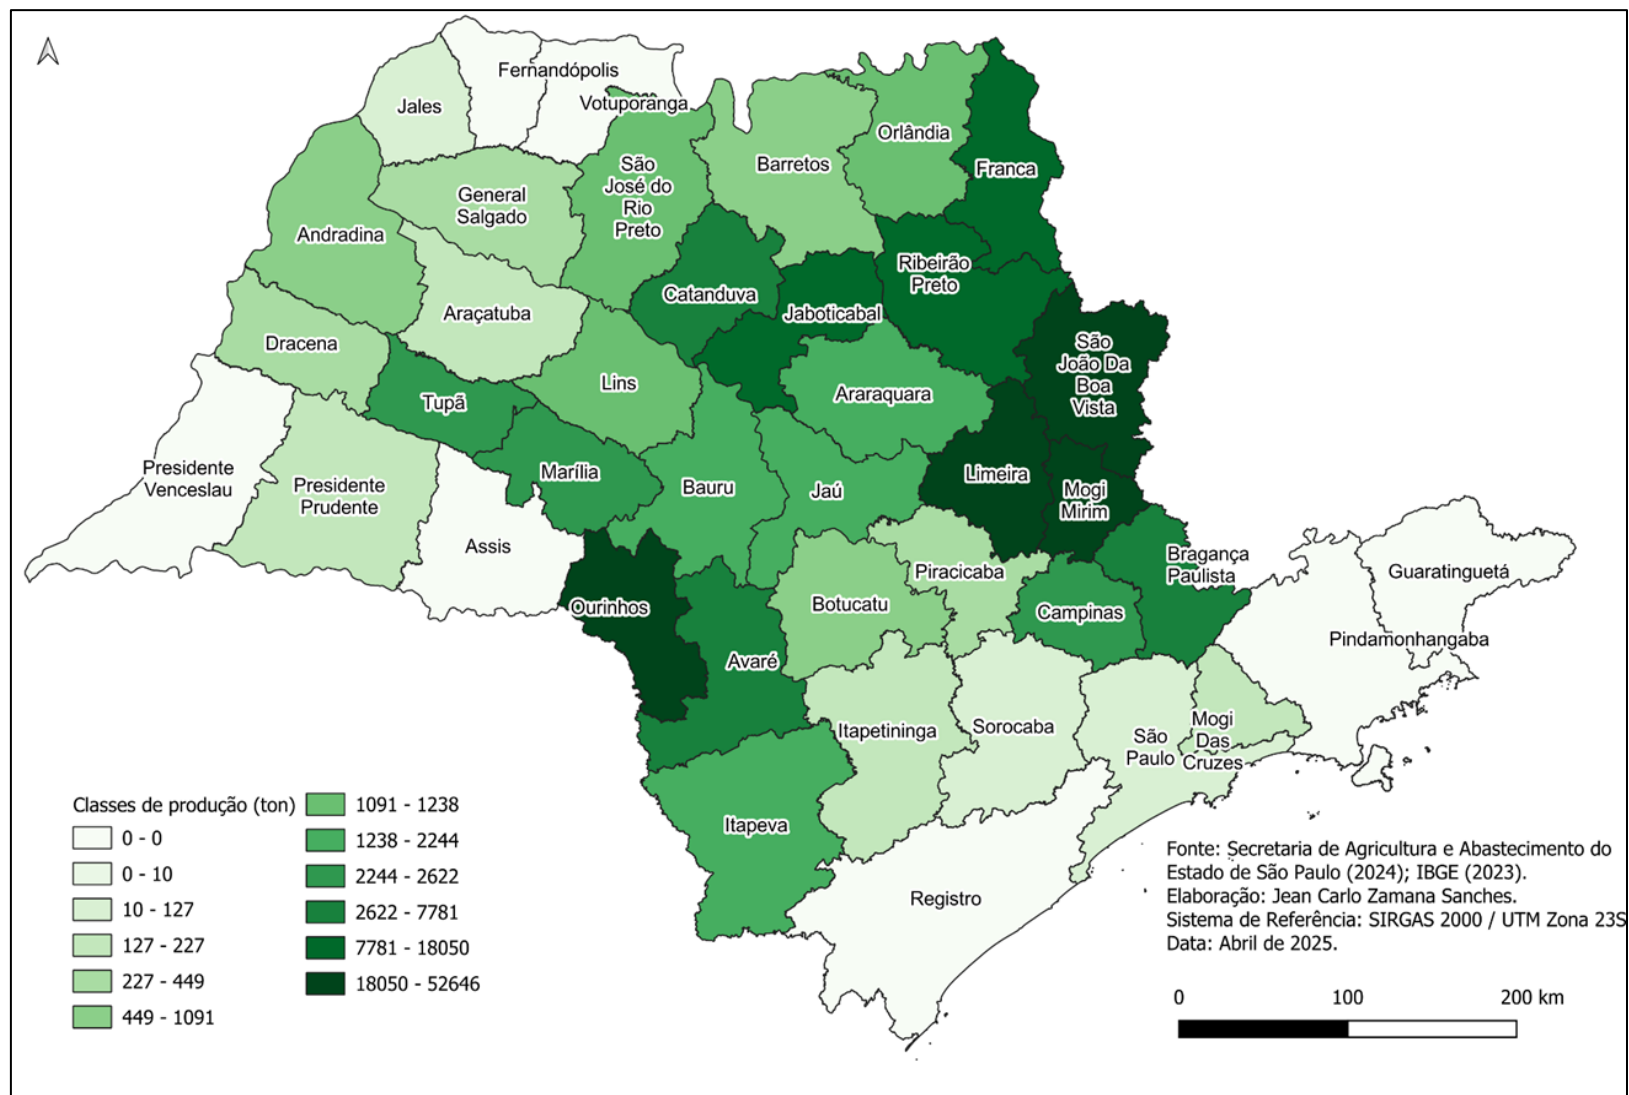 Fernandópolis
Jales
Votuporanga
Orlândia
São
José do
Rio
Preto
Barretos
Franca
General
Salgado
Andradina
Ribeirão
Preto
Catanduva
Araçatuba
Jaboticabal
Dracena
São
João Da
Boa
Vista
Lins
Araraquara
Tupã
Presidente
Venceslau
Presidente
Prudente
Marília
Bauru
Jaú
Limeira
Mogi
Mirim
Assis
Bragança
Paulista
Piracicaba
Guaratinguetá
Ourinhos
Botucatu
Campinas
Pindamonhangaba
Avaré
Itapetininga
Sorocaba
São
Paulo
Mogi
Das
Cruzes
Itapeva
Registro
Classes de produção (ton)
0 - 0
0 - 10
10 - 127
127 - 227
227 - 449
449 - 1091
1091 - 1238
1238 - 2244
2244 - 2622
2622 - 7781
7781 - 18050
18050 - 52646
Fonte: Secretaria de Agricultura e Abastecimento do
Estado de São Paulo (2024); IBGE (2023).
Elaboração: Jean Carlo Zamana Sanches.
Sistema de Referência: SIRGAS 2000 / UTM Zona 23S
Data: Abril de 2025.
0 100 200 km